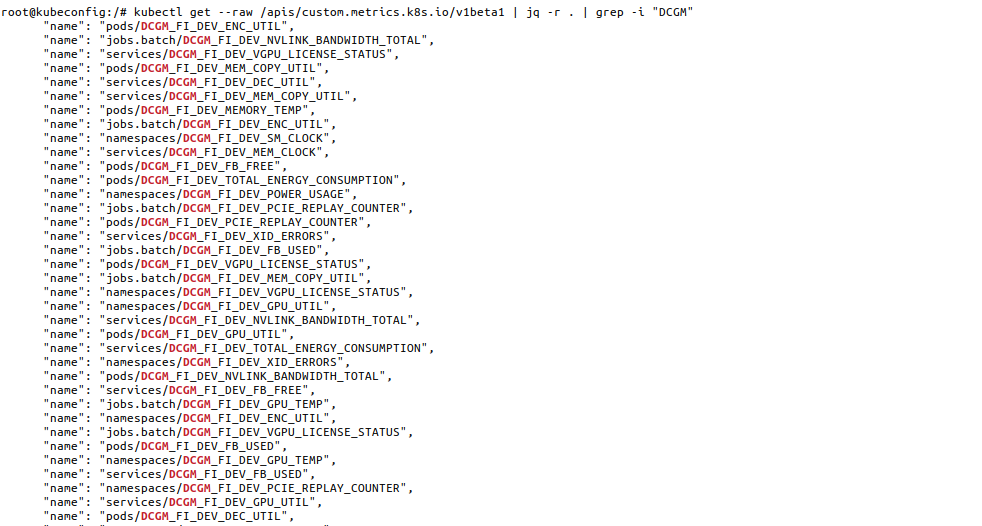 root@kubeconfig:/# kubectl get --raw /apis/custom.metrics.k8s.io/v1beta1 | jq -r . | grep -i "DCGM"
"name": "pods/DCGM_FI_DEV_ENC_UTIL",
"name": "jobs.batch/DCGM_FI_DEV_NVLINK_BANDWIDTH_TOTAL",
"name": "services/DCGM_FI_DEV_VGPU_LICENSE_STATUS",
"name": "pods/DCGM_FI_DEV_MEM_COPY_UTIL",
"name": "services/DCGM_FI_DEV_DEC_UTIL",
"name": "services/DCGM_FI_DEV_MEM_COPY_UTIL",
"name": "pods/DCGM_FI_DEV_MEMORY_TEMP",
"name": "jobs.batch/DCGM_FI_DEV_ENC_UTIL",
"name": "namespaces/DCGM_FI_DEV_SM_CLOCK",
"name": "services/DCGM_FI_DEV_MEM_CLOCK",
"name": "pods/DCGM_FI_DEV_FB_FREE",
"name": "pods/DCGM_FI_DEV_TOTAL_ENERGY_CONSUMPTION",
"name": "namespaces/DCGM_FI_DEV_POWER_USAGE",
"name": "jobs.batch/DCGM_FI_DEV_PCIE_REPLAY_COUNTER",
"name": "pods/DCGM_FI_DEV_PCIE_REPLAY_COUNTER",
"name": "services/DCGM_FI_DEV_XID_ERRORS",
"name": "jobs.batch/DCGM_FI_DEV_FB_USED",
"name": "pods/DCGM_FI_DEV_VGPU_LICENSE_STATUS",
"name": "jobs.batch/DCGM_FI_DEV_MEM_COPY_UTIL",
"name": "namespaces/DCGM_FI_DEV_VGPU_LICENSE_STATUS",
"name": "namespaces/DCGM_FI_DEV_GPU_UTIL",
"name": "services/DCGM_FI_DEV_NVLINK_BANDWIDTH_TOTAL",
"name": "pods/DCGM_FI_DEV_GPU_UTIL",
"name": "services/DCGM_FI_DEV_TOTAL_ENERGY_CONSUMPTION",
"name": "namespaces/DCGM_FI_DEV_XID_ERRORS",
"name": "pods/DCGM_FI_DEV_NVLINK_BANDWIDTH_TOTAL",
"name": "services/DCGM_FI_DEV_FB_FREE",
"name": "jobs.batch/DCGM_FI_DEV_GPU_TEMP",
"name": "namespaces/DCGM_FI_DEV_ENC_UTIL",
"name": "jobs.batch/DCGM_FI_DEV_VGPU_LICENSE_STATUS",
"name": "pods/DCGM_FI_DEV_FB_USED",
"name": "namespaces/DCGM_FI_DEV_GPU_TEMP",
"name": "services/DCGM_FI_DEV_FB_USED",
"name": "namespaces/DCGM_FI_DEV_PCIE_REPLAY_COUNTER",
"name": "services/DCGM_FI_DEV_GPU_UTIL",
"name": "pods/DCGM_FI_DEV_DEC_UTIL",